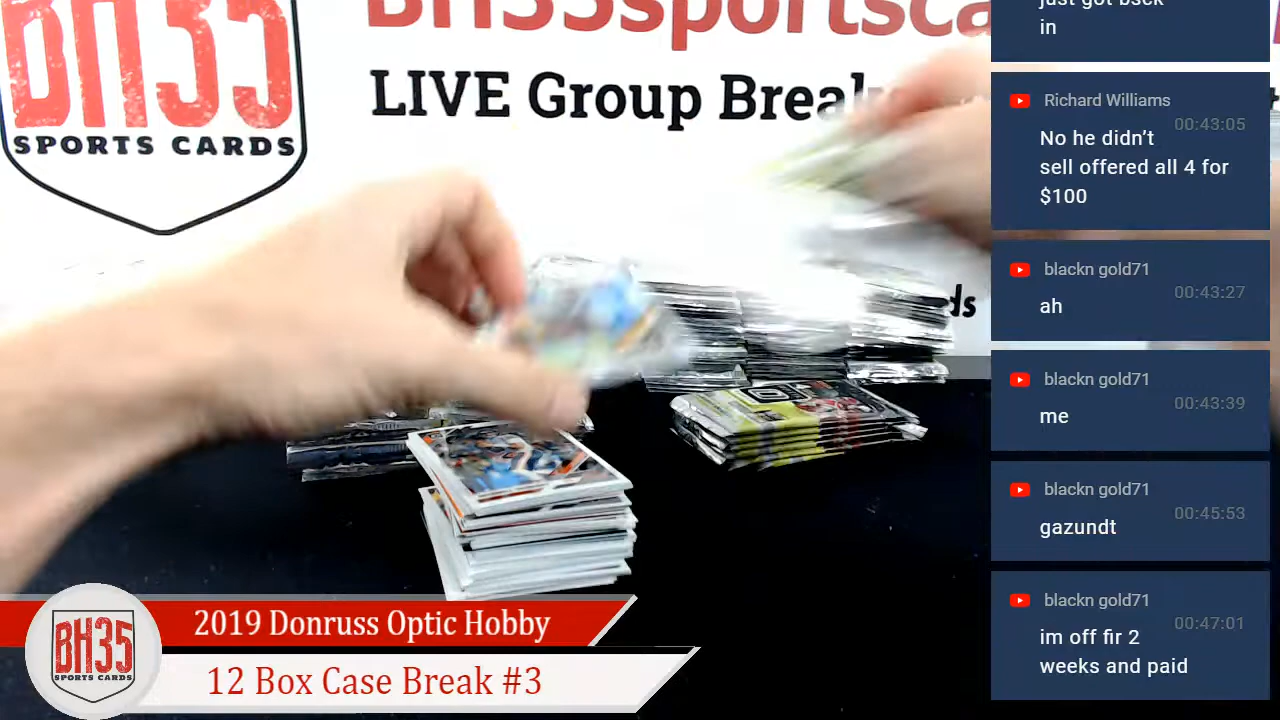 BH35
SPORTS CARDS
BH35sportsca
LIVE Group Break
ds
just got bsck
in
Richard Williams
00:43:05
No he didn’t
sell offered all 4 for
$100
blackn gold71
00:43:27
ah
blackn gold71
00:43:39
me
blackn gold71
00:45:53
gazundt
blackn gold71
00:47:01
im off fir 2
weeks and paid
BH35
SPORTS CARDS
2019 Donruss Optic Hobby
12 Box Case Break #3